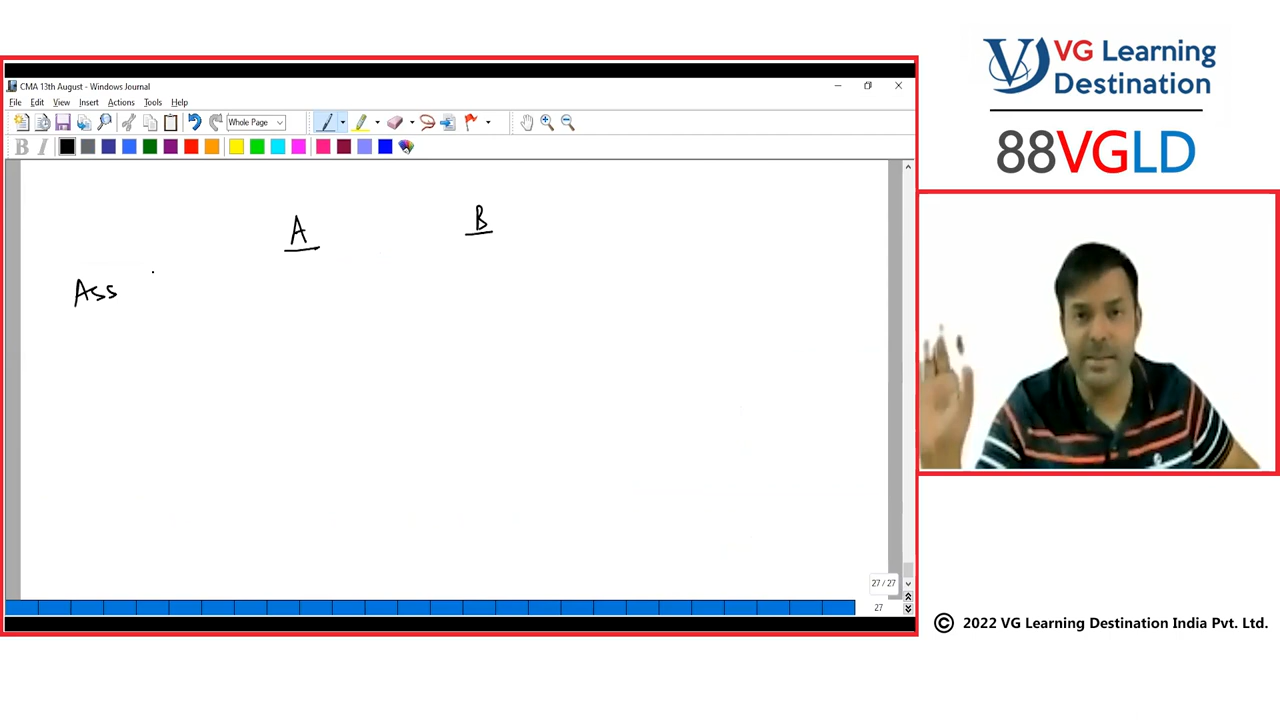 CMA 13th August - Windows Journal
File Edit View Insert Actions Tools Help
Whole Page
B I
A B
Ass
27 / 27
27
VG Learning
Destination
88VGLD
© 2022 VG Learning Destination India Pvt. Ltd.